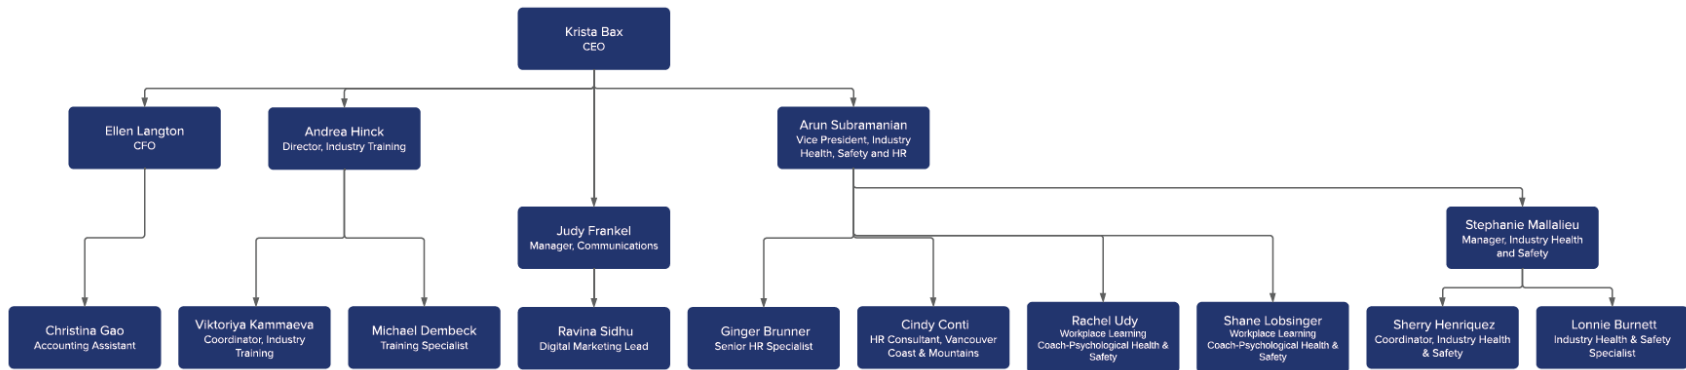 Krista Bax
CEO
Ellen Langton
CFO
Andrea Hinck
Director, Industry Training
Arun Subramanian
Vice President, Industry
Health, Safety and HR
Judy Frankel
Manager, Communications
Stephanie Mallalieu
Manager, Industry Health
and Safety
Christina Gao
Accounting Assistant
Viktoriya Kammaeva
Coordinator, Industry
Training
Michael Dembeck
Training Specialist
Ravina Sidhu
Digital Marketing Lead
Ginger Brunner
Senior HR Specialist
Cindy Conti
HR Consultant, Vancouver
Coast & Mountains
Rachel Udy
Workplace Learning
Coach-Psychological Health &
Safety
Shane Lobsinger
Workplace Learning
Coach-Psychological Health &
Safety
Sherry Henriquez
Coordinator, Industry Health
& Safety
Lonnie Burnett
Industry Health & Safety
Specialist